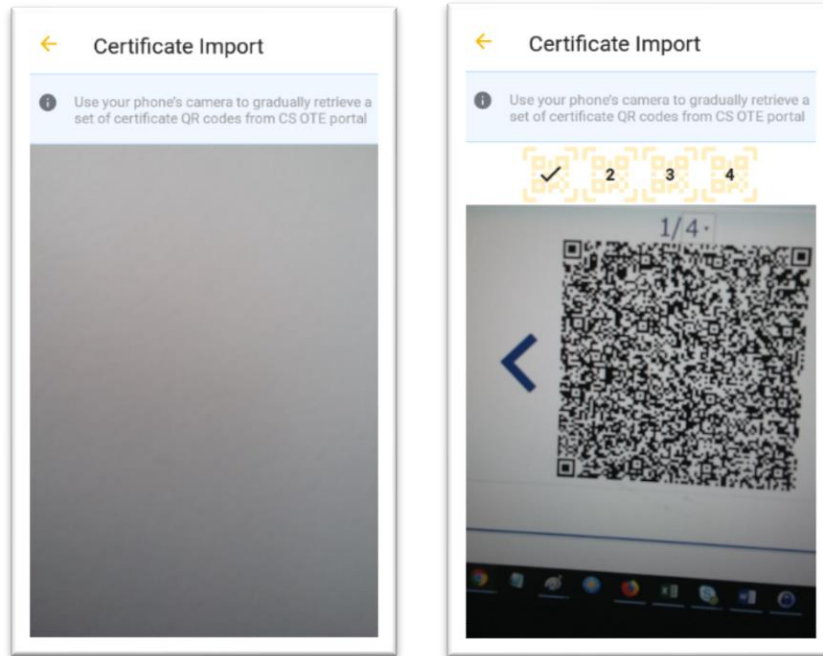 Certificate Import
Use your phone's camera to gradually retrieve a
set of certificate QR codes from CS OTE portal
Certificate Import
Use your phone's camera to gradually retrieve a
set of certificate QR codes from CS OTE portal
2 3 4
1/4